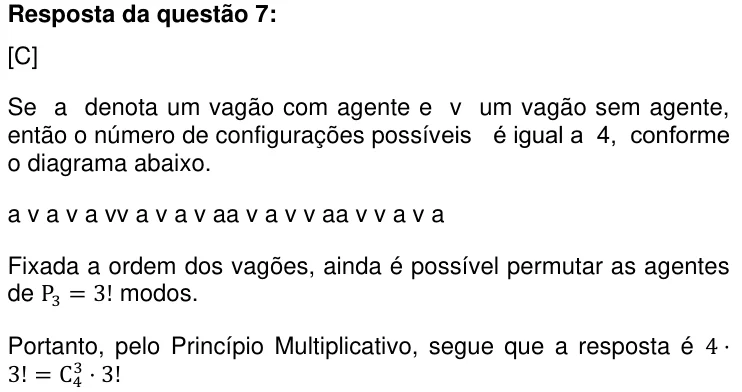 Resposta da questão 7:
[C]
Se a denota um vagão com agente e v um vagão sem agente,
então o número de configurações possíveis é igual a 4, conforme
o diagrama abaixo.
a v a v a vv a v a v aa v a v v aa v v a v a
Fixada a ordem dos vagões, ainda é possível permutar as agentes
de P₃ = 3! modos.
Portanto, pelo Princípio Multiplicativo, segue que a resposta é 4 ·
3! = C₄³ · 3!